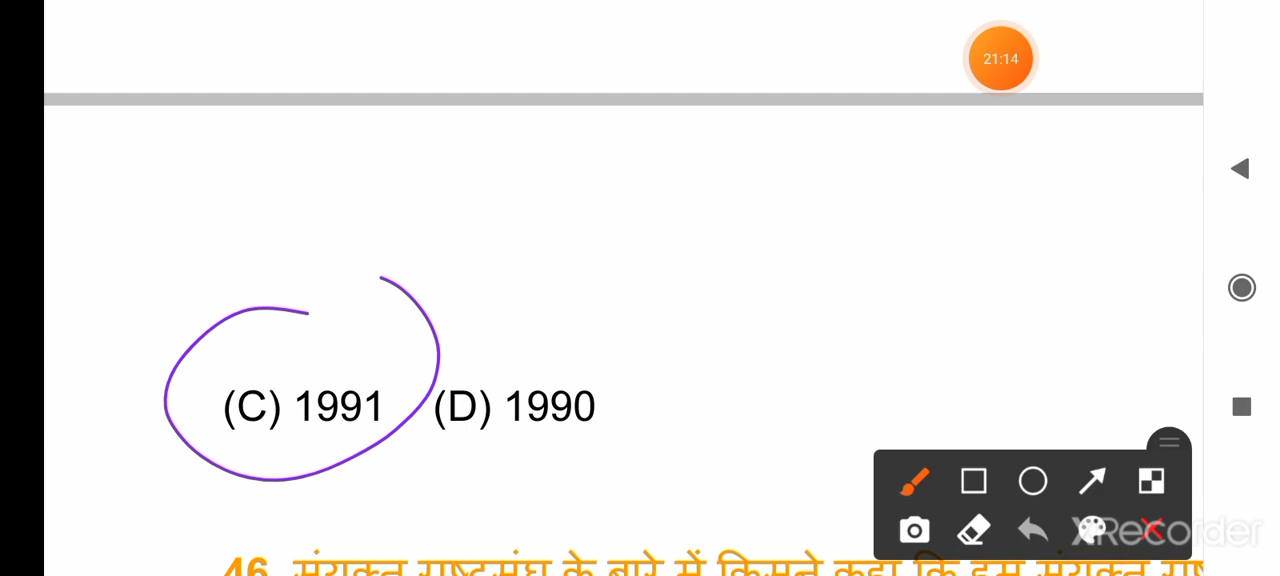 21:14
(C) 1991 (D) 1990
46. संयुक्त राष्ट्रसंघ के बारे में किसने कहा कि हम संयुक्त
XRecorder